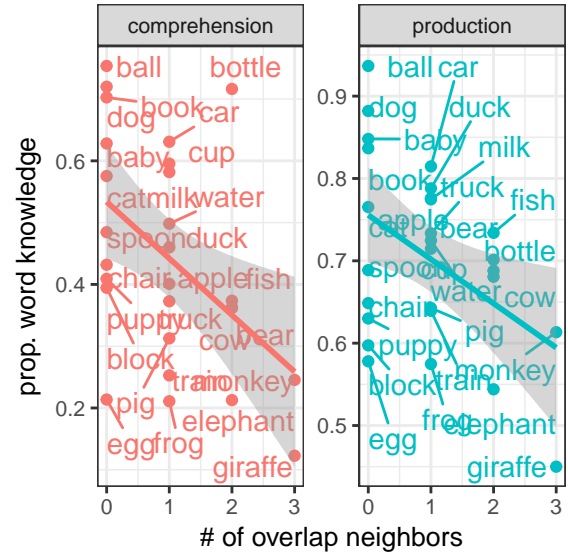 comprehension
production
prop. word knowledge
0.6
0.4
0.2
ball
bottle
book
car
dog
baby
cup
cat
milk
water
spoon
duck
chair
apple
fish
puppy
truck
cow
bear
block
train
monkey
pig
elephant
egg
frog
giraffe
0
1
2
3
0.9
0.8
0.7
0.6
0.5
ball
car
dog
duck
baby
milk
book
truck
fish
apple
cat
bear
bottle
spoon
cup
water
cow
chair
pig
puppy
monkey
block
train
frog
elephant
egg
giraffe
0
1
2
3
# of overlap neighbors